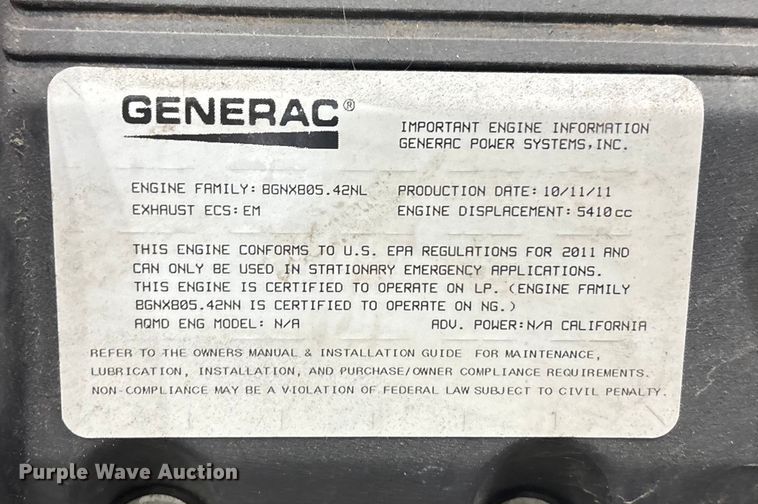 GENERAC®
IMPORTANT ENGINE INFORMATION
GENERAC POWER SYSTEMS, INC.
ENGINE FAMILY: BGNXB05.42NL PRODUCTION DATE: 10/11/11
EXHAUST ECS: EM ENGINE DISPLACEMENT: 5410cc
THIS ENGINE CONFORMS TO U.S. EPA REGULATIONS FOR 2011 AND
CAN ONLY BE USED IN STATIONARY EMERGENCY APPLICATIONS.
THIS ENGINE IS CERTIFIED TO OPERATE ON LP. (ENGINE FAMILY
BGNXB05.42NN IS CERTIFIED TO OPERATE ON NG.)
AQMD ENG MODEL: N/A ADV. POWER: N/A CALIFORNIA
REFER TO THE OWNERS MANUAL & INSTALLATION GUIDE FOR MAINTENANCE,
LUBRICATION, INSTALLATION, AND PURCHASE/OWNER COMPLIANCE REQUIREMENTS.
NON-COMPLIANCE MAY BE A VIOLATION OF FEDERAL LAW SUBJECT TO CIVIL PENALTY.
Purple Wave Auction